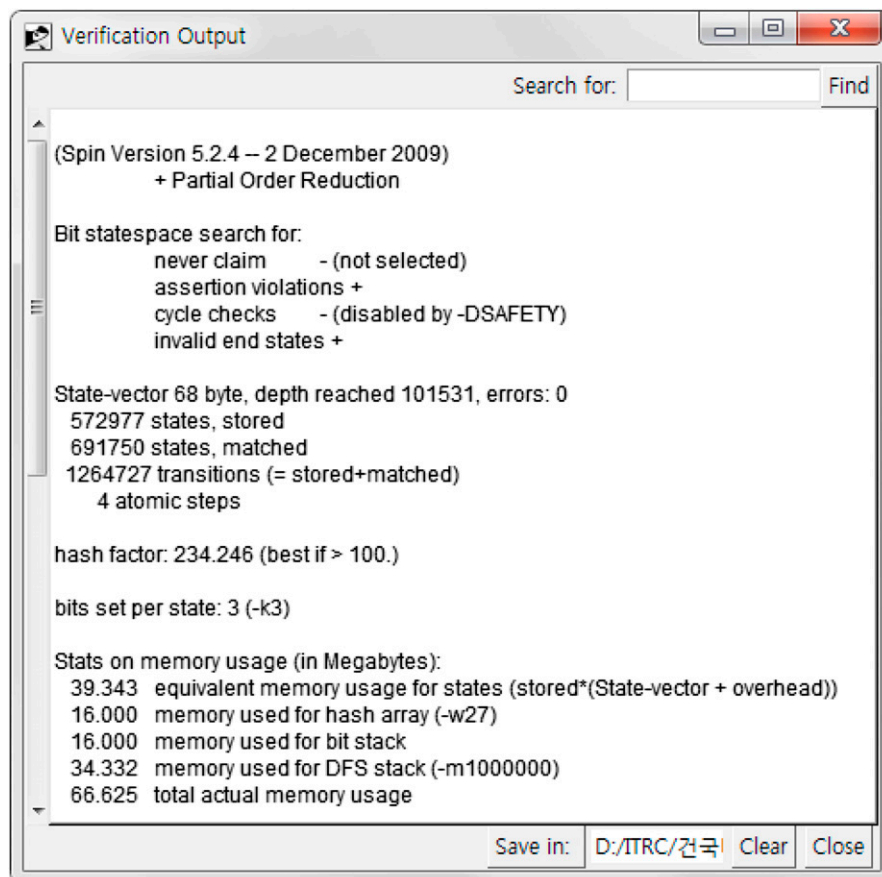 Verification Output
Search for: Find
(Spin Version 5.2.4 -- 2 December 2009)
+ Partial Order Reduction
Bit statespace search for:
never claim - (not selected)
assertion violations +
cycle checks - (disabled by -DSAFETY)
invalid end states +
State-vector 68 byte, depth reached 101531, errors: 0
572977 states, stored
691750 states, matched
1264727 transitions (= stored+matched)
4 atomic steps
hash factor: 234.246 (best if > 100.)
bits set per state: 3 (-k3)
Stats on memory usage (in Megabytes):
39.343 equivalent memory usage for states (stored*(State-vector + overhead))
16.000 memory used for hash array (-w27)
16.000 memory used for bit stack
34.332 memory used for DFS stack (-m1000000)
66.625 total actual memory usage
Save in: D:/ITRC/건국 Clear Close